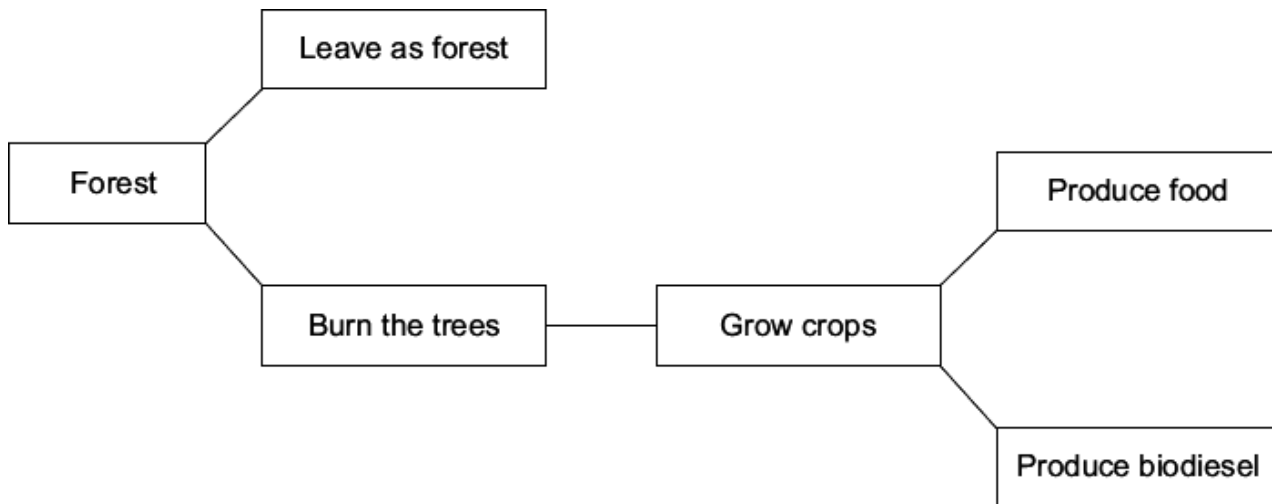 Leave as forest
Forest
Produce food
Burn the trees
Grow crops
Produce biodiesel